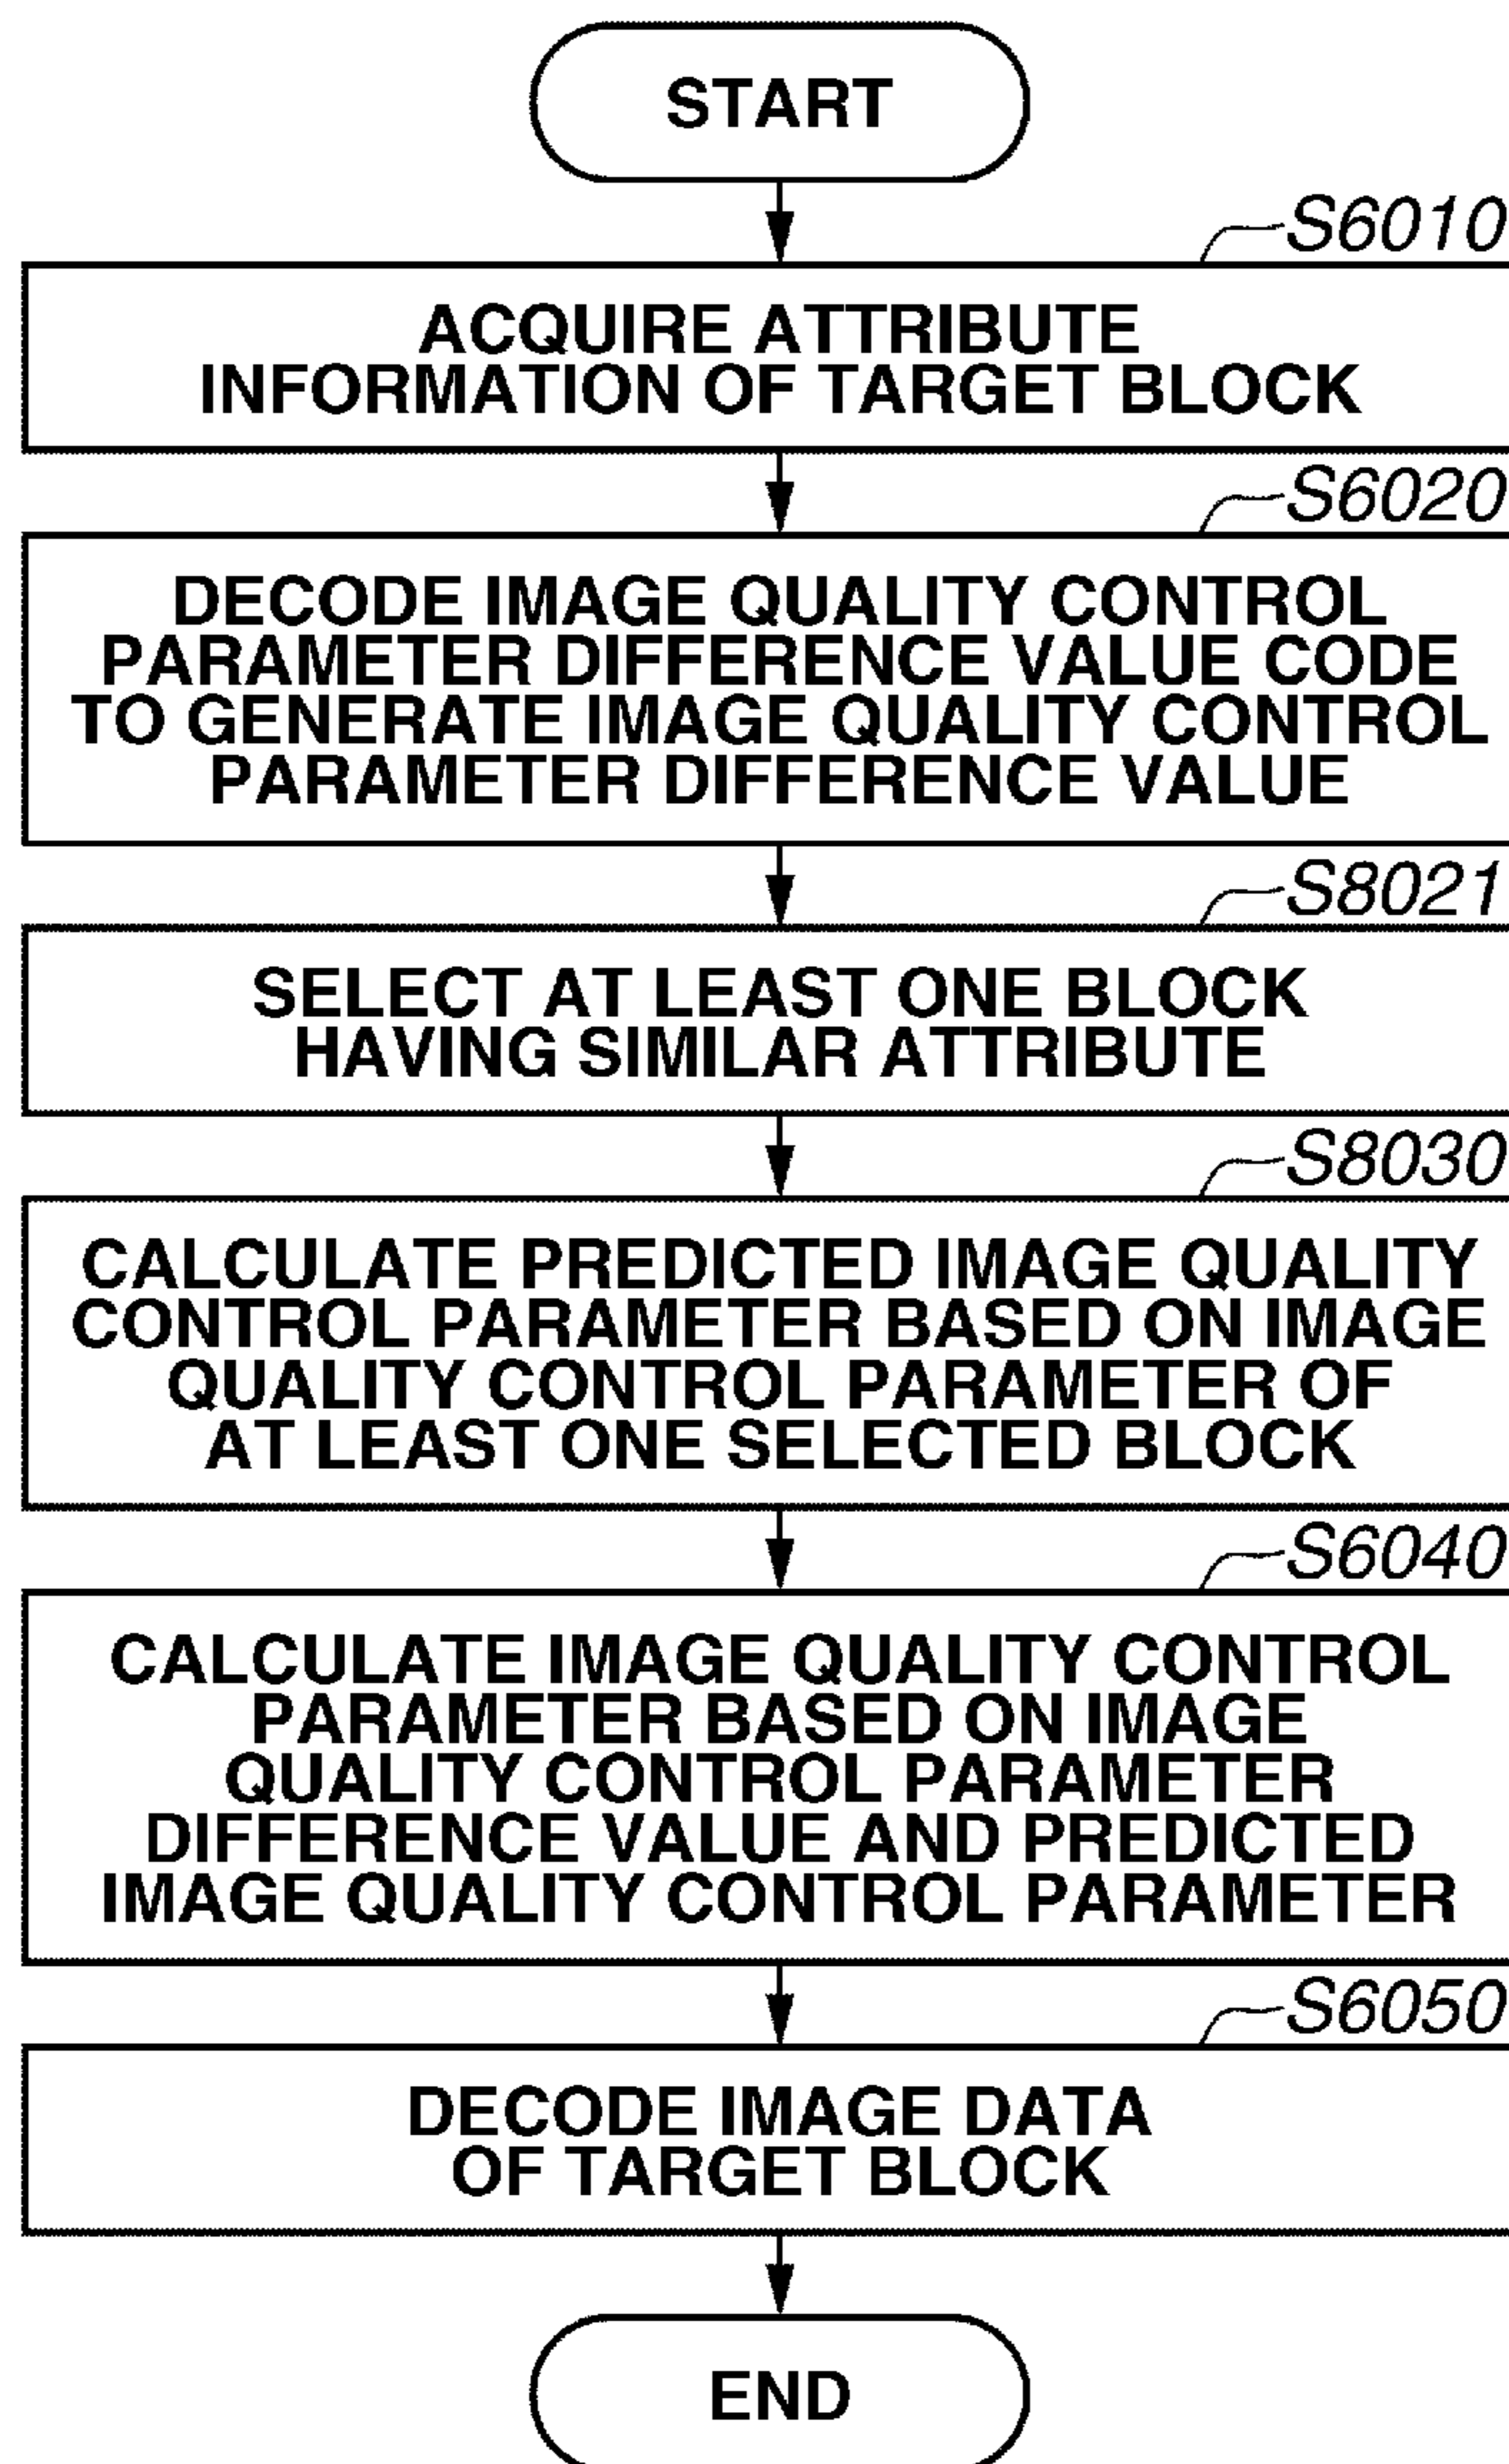 START
S6010
ACQUIRE ATTRIBUTE
INFORMATION OF TARGET BLOCK
S6020
DECODE IMAGE QUALITY CONTROL
PARAMETER DIFFERENCE VALUE CODE
TO GENERATE IMAGE QUALITY CONTROL
PARAMETER DIFFERENCE VALUE
S8021
SELECT AT LEAST ONE BLOCK
HAVING SIMILAR ATTRIBUTE
S8030
CALCULATE PREDICTED IMAGE QUALITY
CONTROL PARAMETER BASED ON IMAGE
QUALITY CONTROL PARAMETER OF
AT LEAST ONE SELECTED BLOCK
S6040
CALCULATE IMAGE QUALITY CONTROL
PARAMETER BASED ON IMAGE
QUALITY CONTROL PARAMETER
DIFFERENCE VALUE AND PREDICTED
IMAGE QUALITY CONTROL PARAMETER
S6050
DECODE IMAGE DATA
OF TARGET BLOCK
END